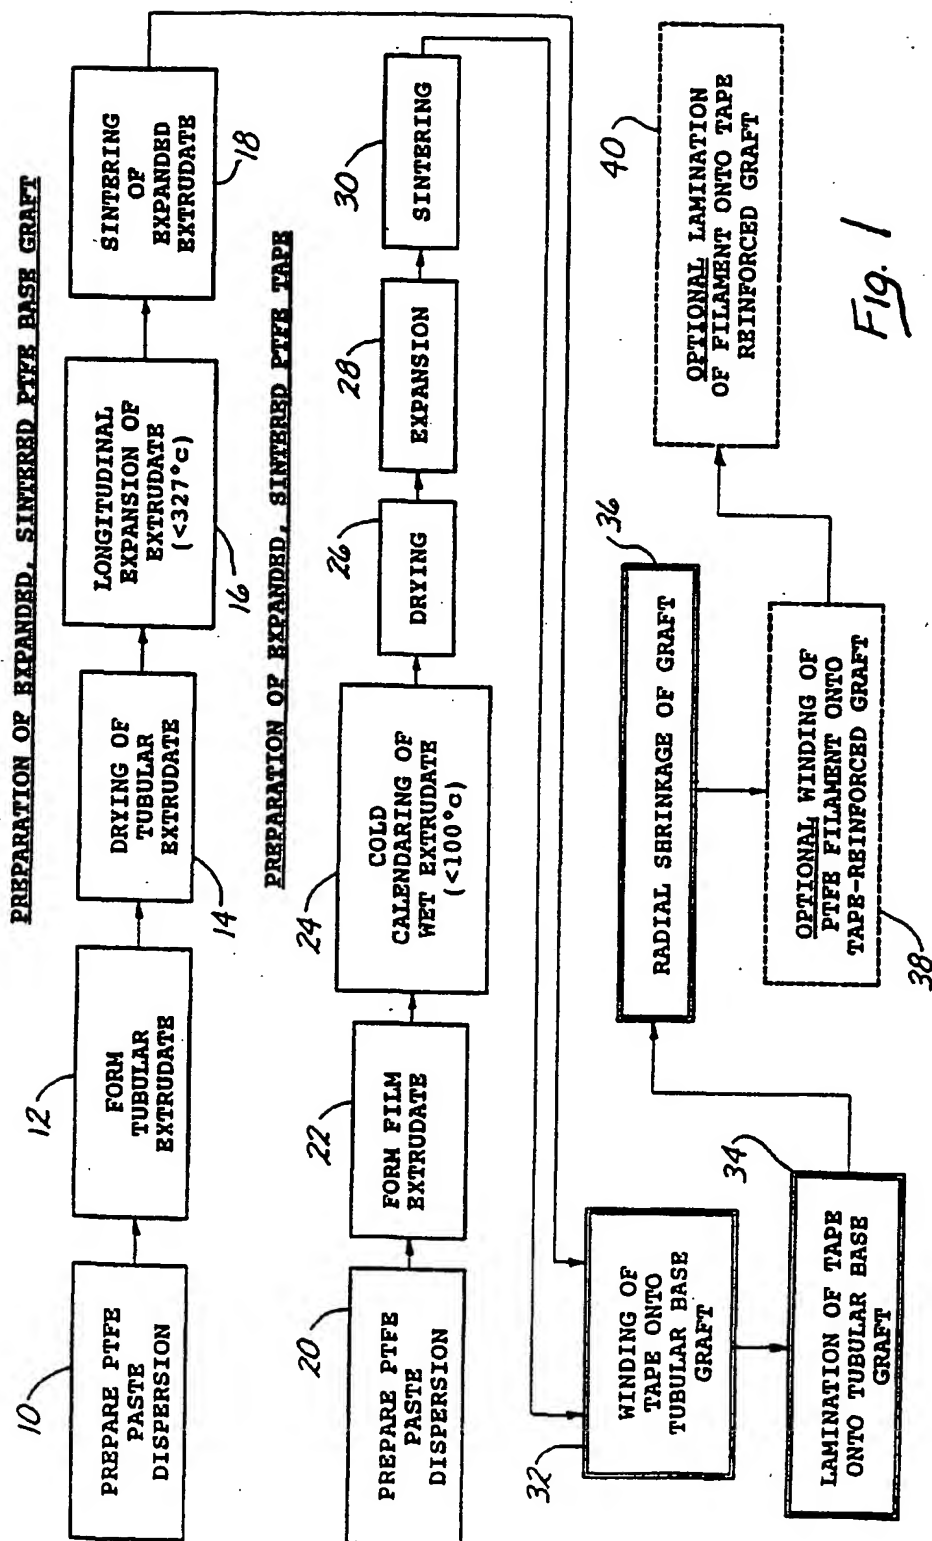 PREPARATION OF EXPANDED, SINTERED PTFE BASE GRAFT
10
PREPARE PTFE
PASTE
DISPERSION
12
FORM
TUBULAR
EXTRUDATE
14
DRYING OF
TUBULAR
EXTRUDATE
16
LONGITUDINAL
EXPANSION OF
EXTRUDATE
(<327°c)
18
SINTERING
OF
EXPANDED
EXTRUDATE
PREPARATION OF EXPANDED, SINTERED PTFE TAPE
20
PREPARE PTFE
PASTE
DISPERSION
22
FORM FILM
EXTRUDATE
24
COLD
CALENDARING OF
WET EXTRUDATE
(<100°c)
26
DRYING
28
EXPANSION
30
SINTERING
32
WINDING OF
TAPE ONTO
TUBULAR BASE
GRAFT
34
LAMINATION OF TAPE
ONTO TUBULAR BASE
GRAFT
36
RADIAL SHRINKAGE OF GRAFT
38
OPTIONAL WINDING OF
PTFE FILAMENT ONTO
TAPE-REINFORCED GRAFT
40
OPTIONAL LAMINATION
OF FILAMENT ONTO TAPE
REINFORCED GRAFT
Fig. 1